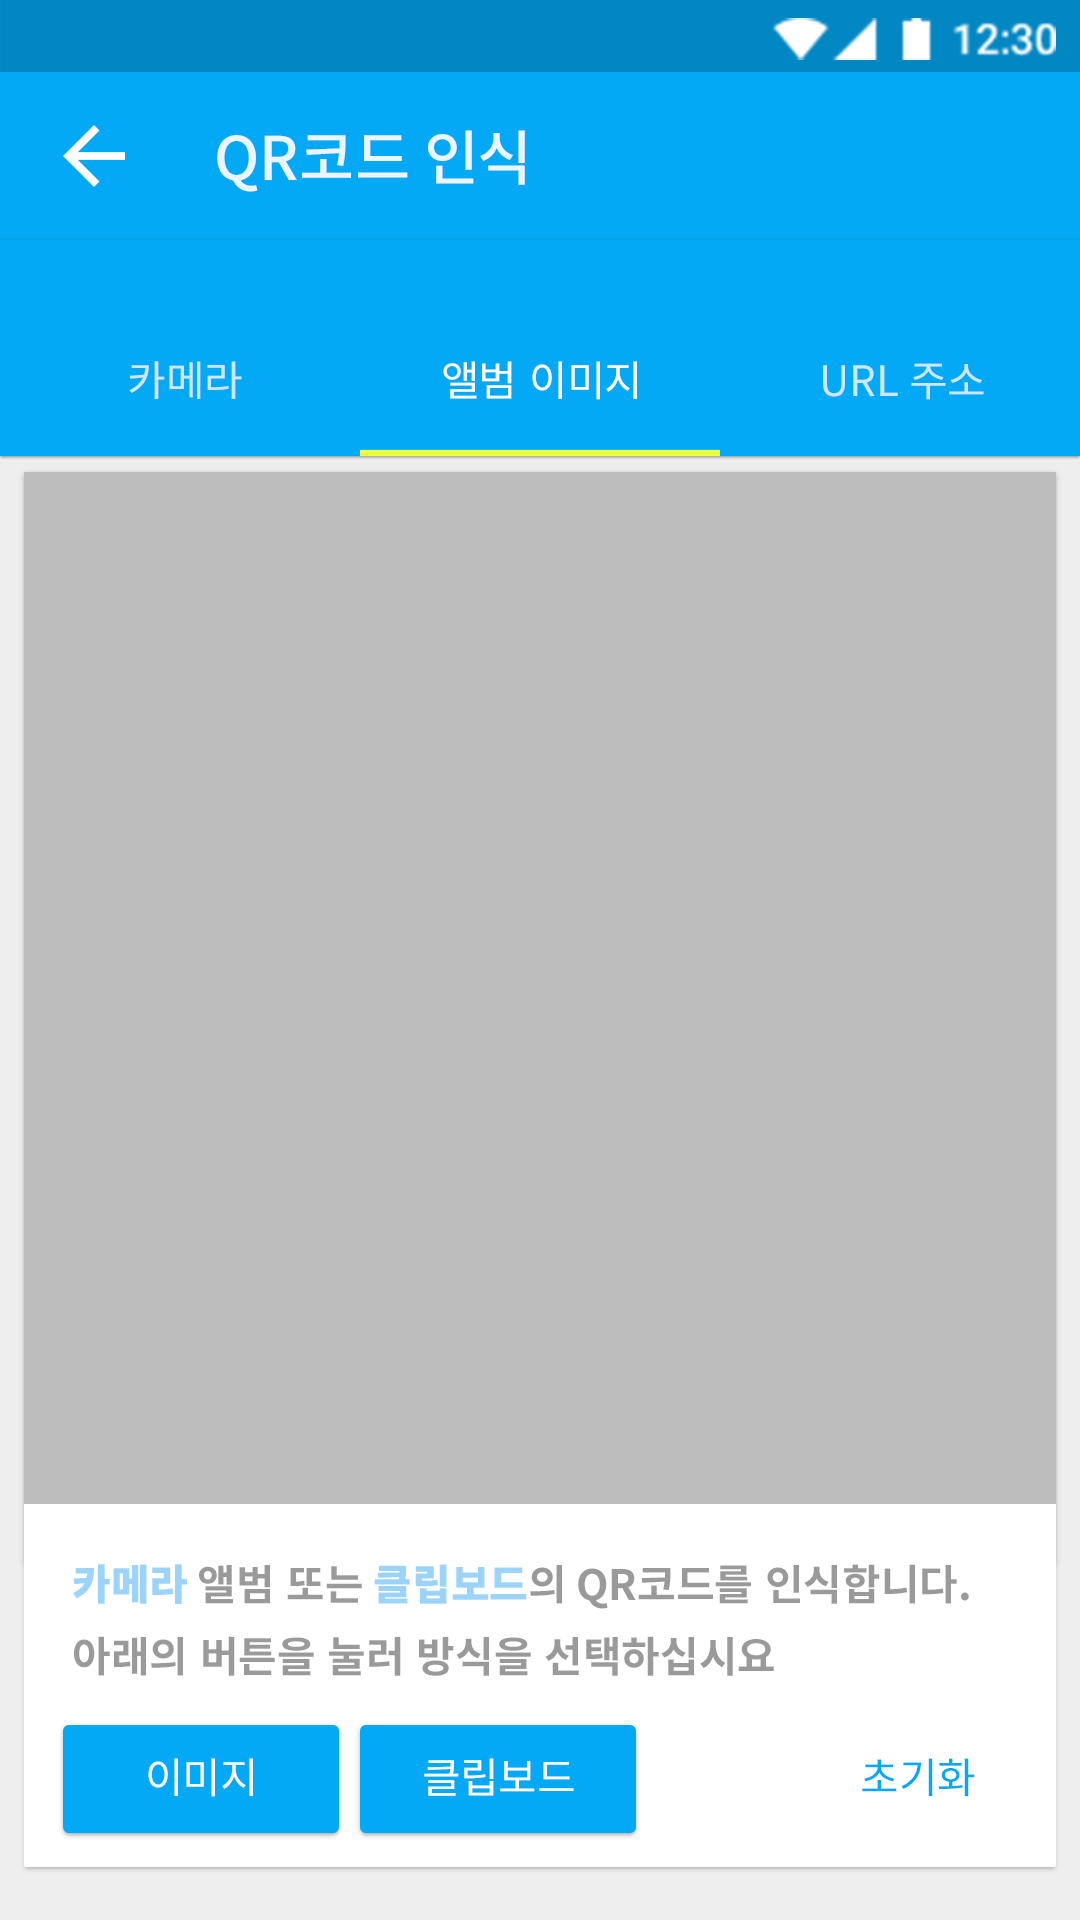 12:30
QR코드 인식
카메라
앨범 이미지
URL 주소
카메라 앨범 또는 클립보드의 QR코드를 인식합니다.
아래의 버튼을 눌러 방식을 선택하십시요
이미지
클립보드
초기화